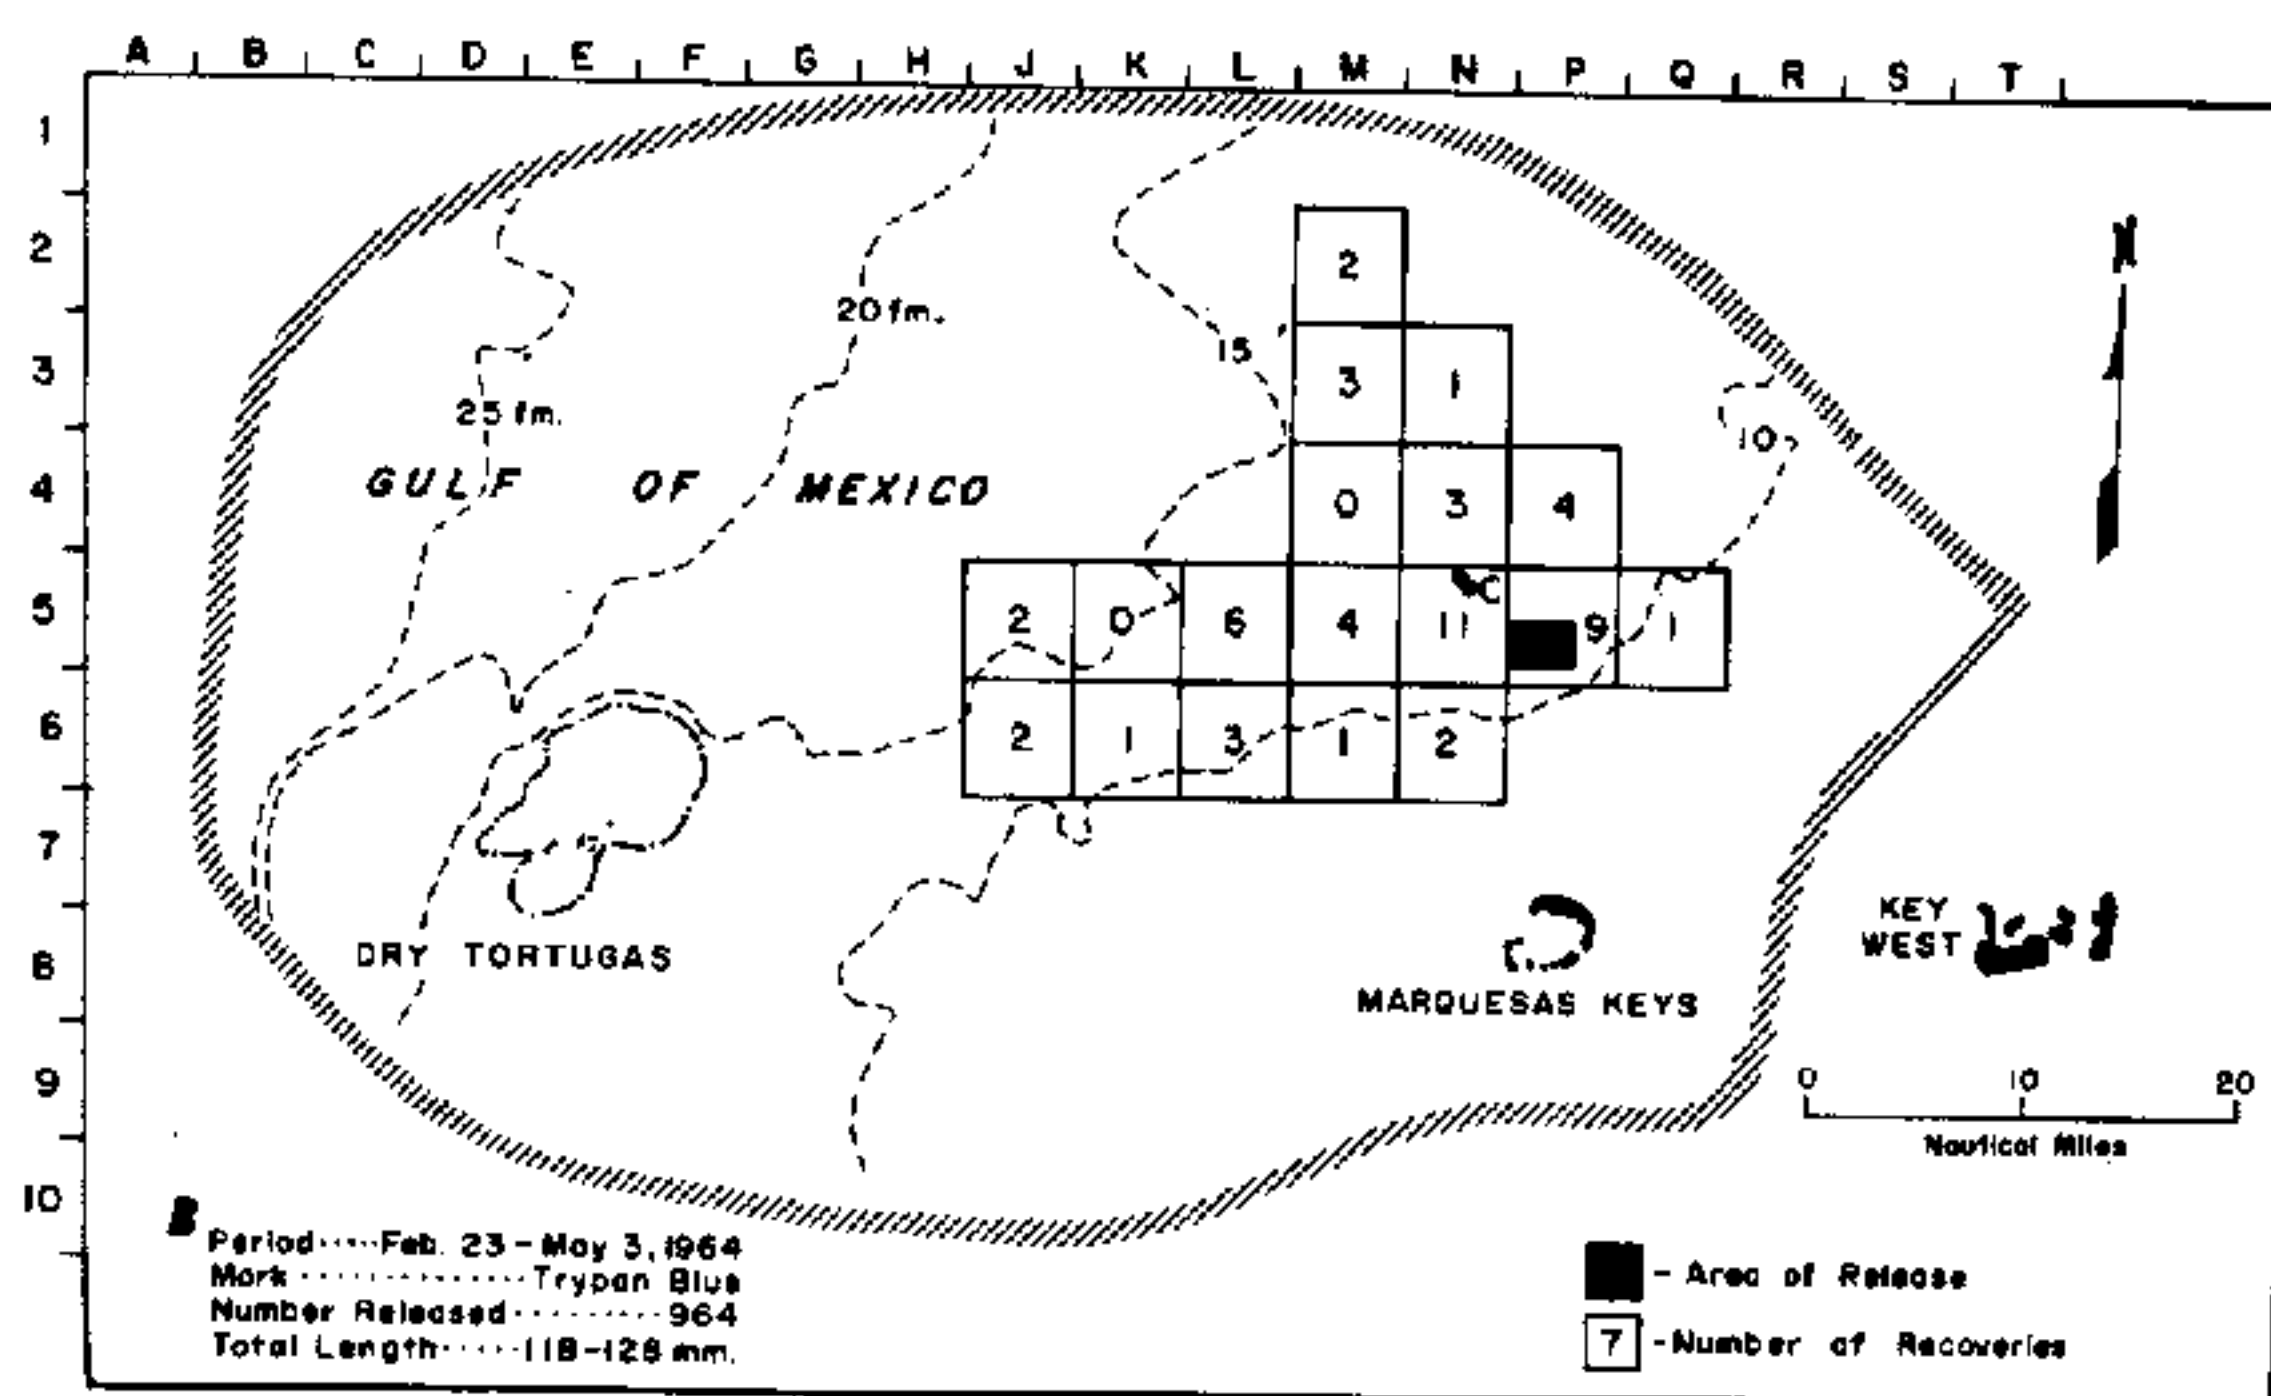 A B C D E F G H J K L M N P Q R S T
1
2
2
20 fm.
15
3
3 1
25 fm.
10
4
GULF OF MEXICO
0 3 4
C
5
2 0 6 4 11 9 1
6
2 1 3 1 2
7
KEY
WEST
8
DRY TORTUGAS
MARQUESAS KEYS
9
0 10 20
Nautical Miles
10
B
Period ···· Feb. 23 - May 3, 1964
Mark ·············· Trypan Blue
Number Released ········· 964
Total Length ····· 118-128 mm.
- Area of Release
7 - Number of Recoveries